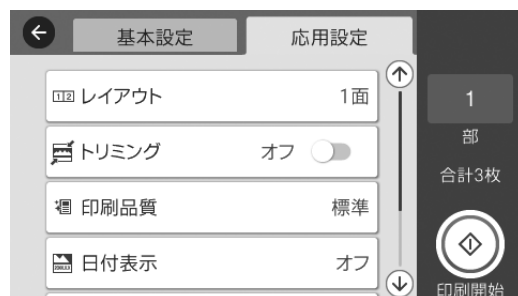 基本設定
応用設定
レイアウト
1面
トリミング
オフ
印刷品質
標準
日付表示
オフ
1
部
合計3枚
印刷開始